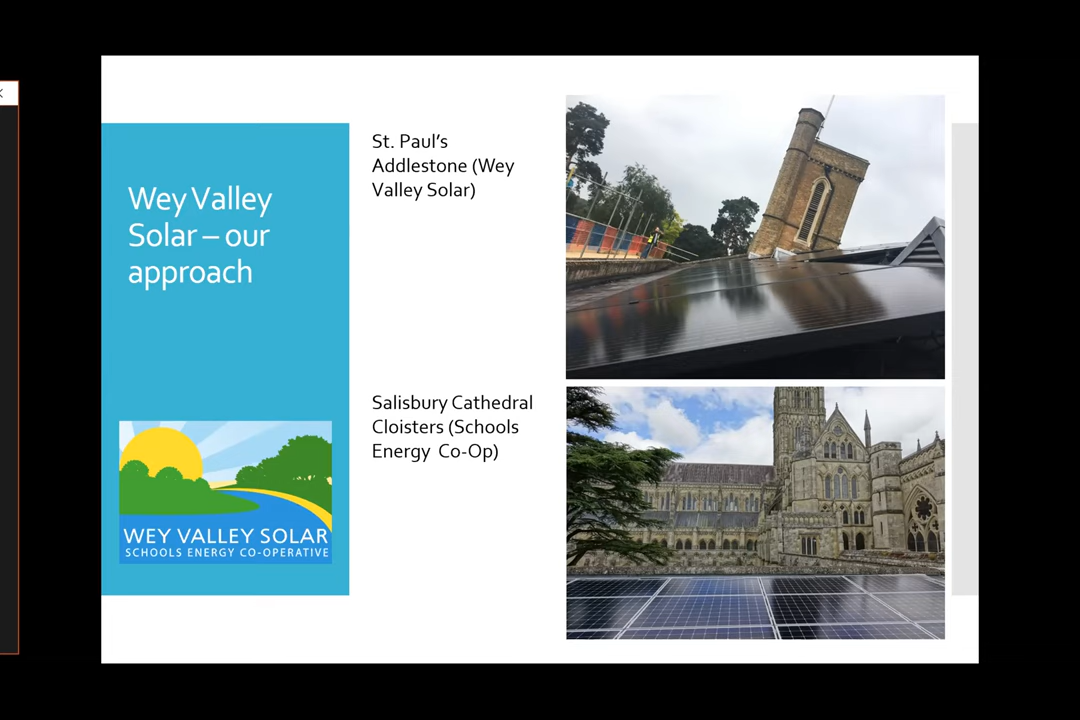 Wey Valley
Solar – our
approach
WEY VALLEY SOLAR
SCHOOLS ENERGY CO-OPERATIVE
St. Paul's
Addlestone (Wey
Valley Solar)
Salisbury Cathedral
Cloisters (Schools
Energy Co-Op)